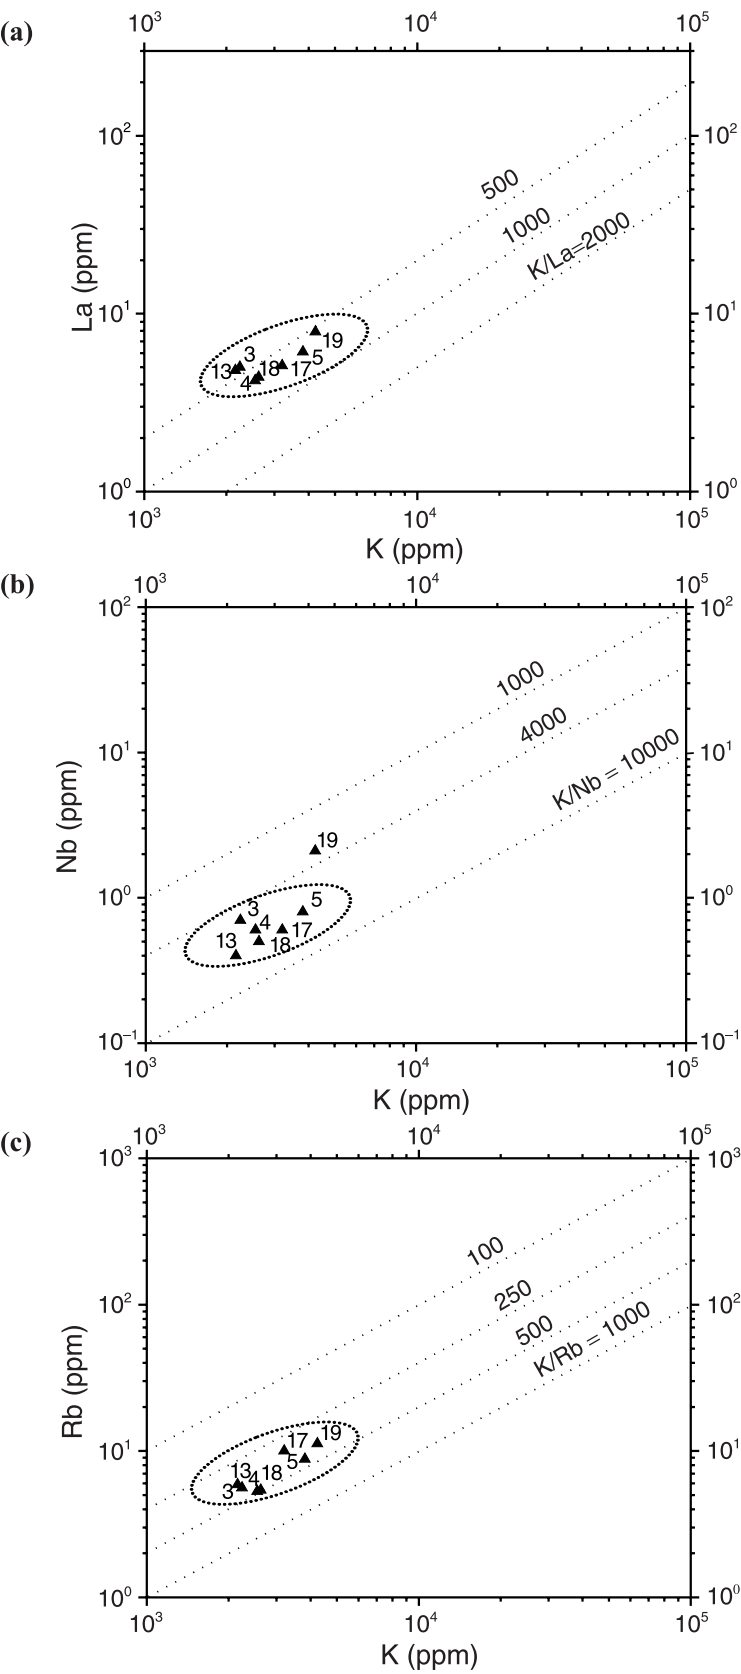 (a)
10³ 10⁴ 10⁵
10² 10²
500
1000
K/La=2000
La (ppm)
10¹ 10¹
19
3 5
13 18 17
4
10⁰ 10⁰
10³ 10⁴ 10⁵
K (ppm)
(b)
10³ 10⁴ 10⁵
10² 10²
1000
4000
K/Nb = 10000
10¹ 10¹
Nb (ppm)
19
10⁰ 10⁰
3 4 5
13 18 17
10⁻¹ 10⁻¹
10³ 10⁴ 10⁵
K (ppm)
(c)
10³ 10⁴ 10⁵
10³ 10³
100
250
10² 10²
500
K/Rb = 1000
Rb (ppm)
17 19
10¹ 10¹
13 4 18 5
3
10⁰ 10⁰
10³ 10⁴ 10⁵
K (ppm)